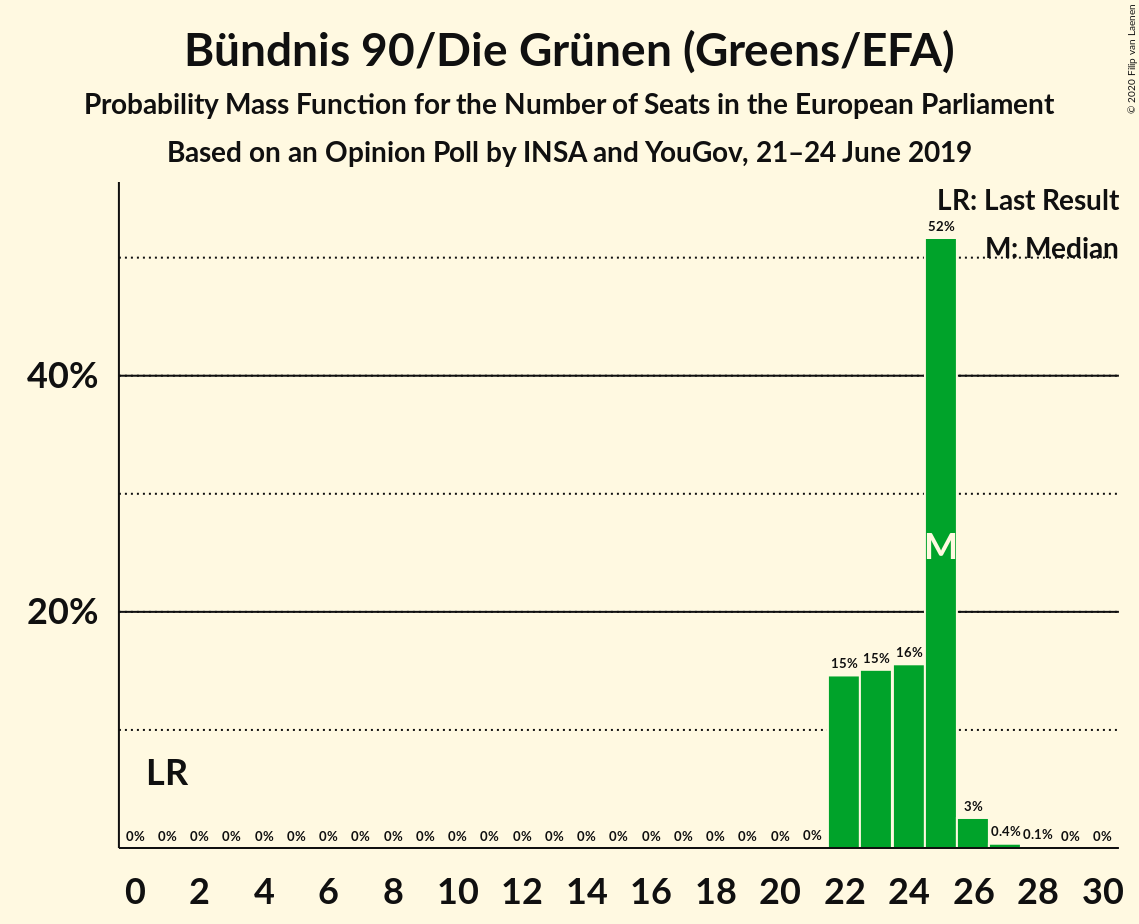 Bündnis 90/Die Grünen (Greens/EFA)
Probability Mass Function for the Number of Seats in the European Parliament
Based on an Opinion Poll by INSA and YouGov, 21–24 June 2019
© 2020 Filip van Laenen
LR: Last Result
M: Median
52%
40%
20%
M
15% 15% 16%
LR
3%
0% 0% 0% 0% 0% 0% 0% 0% 0% 0% 0% 0% 0% 0% 0% 0% 0% 0% 0% 0% 0% 0% 0.4% 0.1% 0% 0%
0 2 4 6 8 10 12 14 16 18 20 22 24 26 28 30